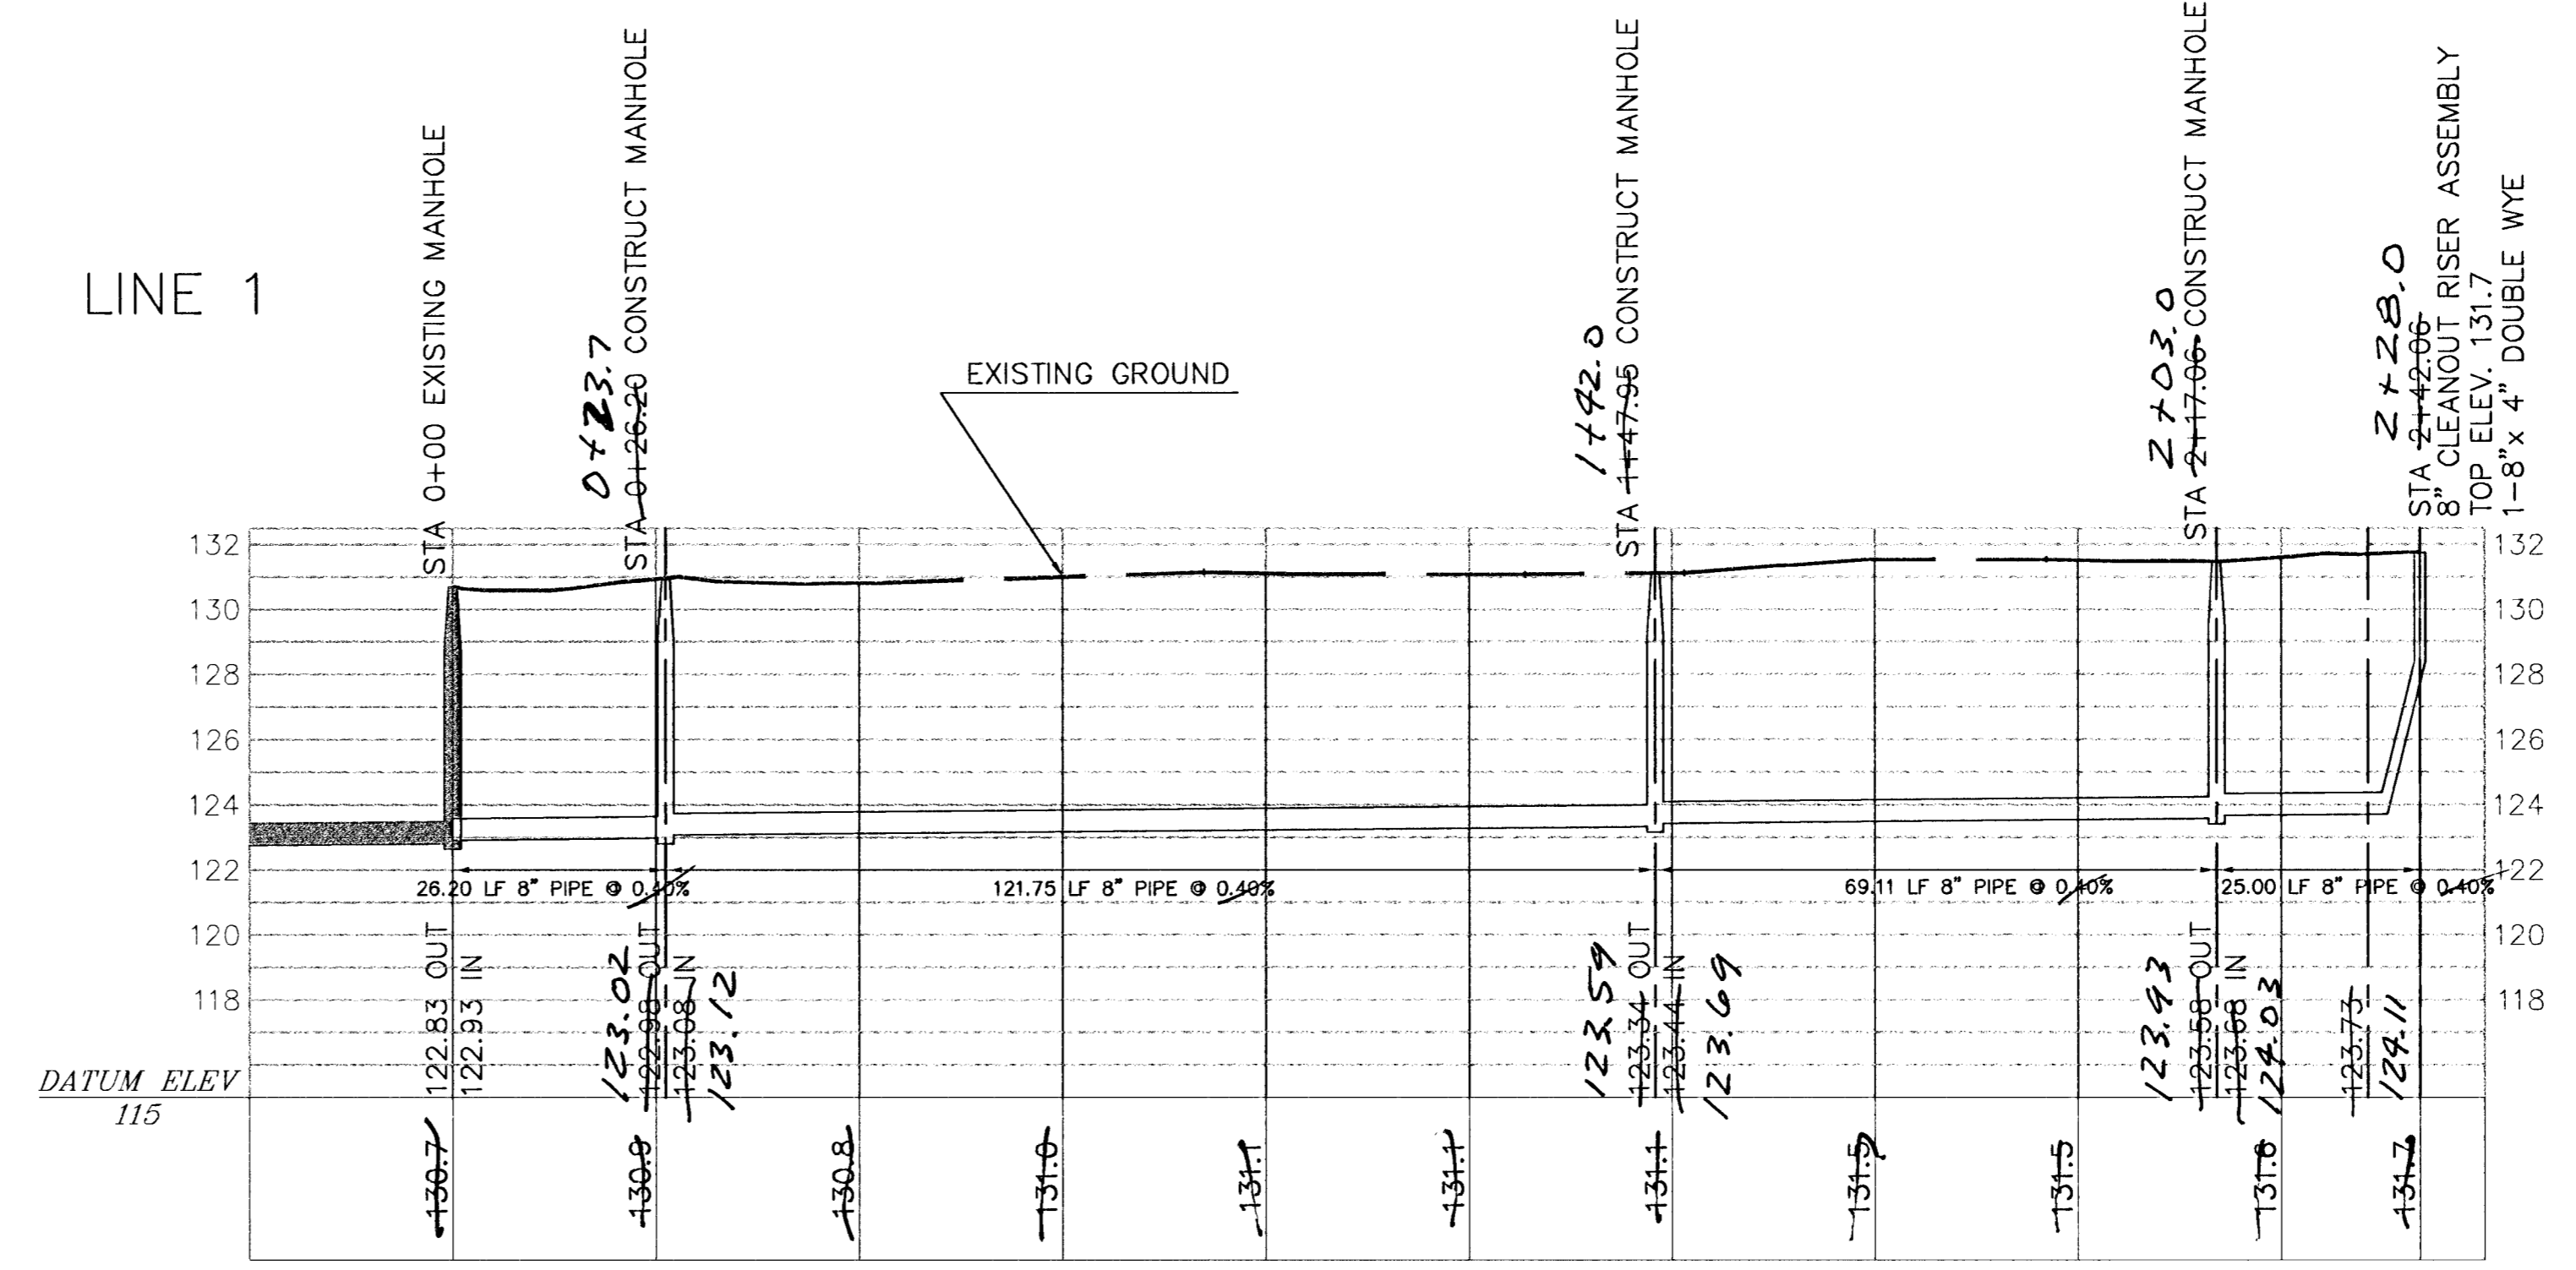 LINE 1
STA 0+00 EXISTING MANHOLE
0+23.7
STA 0+26.20 CONSTRUCT MANHOLE
EXISTING GROUND
1+42.0
STA 1+47.95 CONSTRUCT MANHOLE
2+03.0
STA 2+17.06 CONSTRUCT MANHOLE
2+28.0
STA 2+42.06
8" CLEANOUT RISER ASSEMBLY
TOP ELEV. 131.7
1-8"x 4" DOUBLE WYE
132 132
130 130
128 128
126 126
124 124
122 122
26.20 LF 8" PIPE @ 0.40% 121.75 LF 8" PIPE @ 0.40% 69.11 LF 8" PIPE @ 0.40% 25.00 LF 8" PIPE @ 0.40%
120 120
118 118
122.83 OUT
122.93 IN
123.02
122.98 OUT
123.08 IN
123.12
123.59
123.34 OUT
123.44 IN
123.69
123.93
123.58 OUT
123.68 IN
124.03
123.73
124.11
DATUM ELEV
115
130.7 130.9 130.8 131.0 131.1 131.1 131.1 131.5 131.5 131.6 131.7